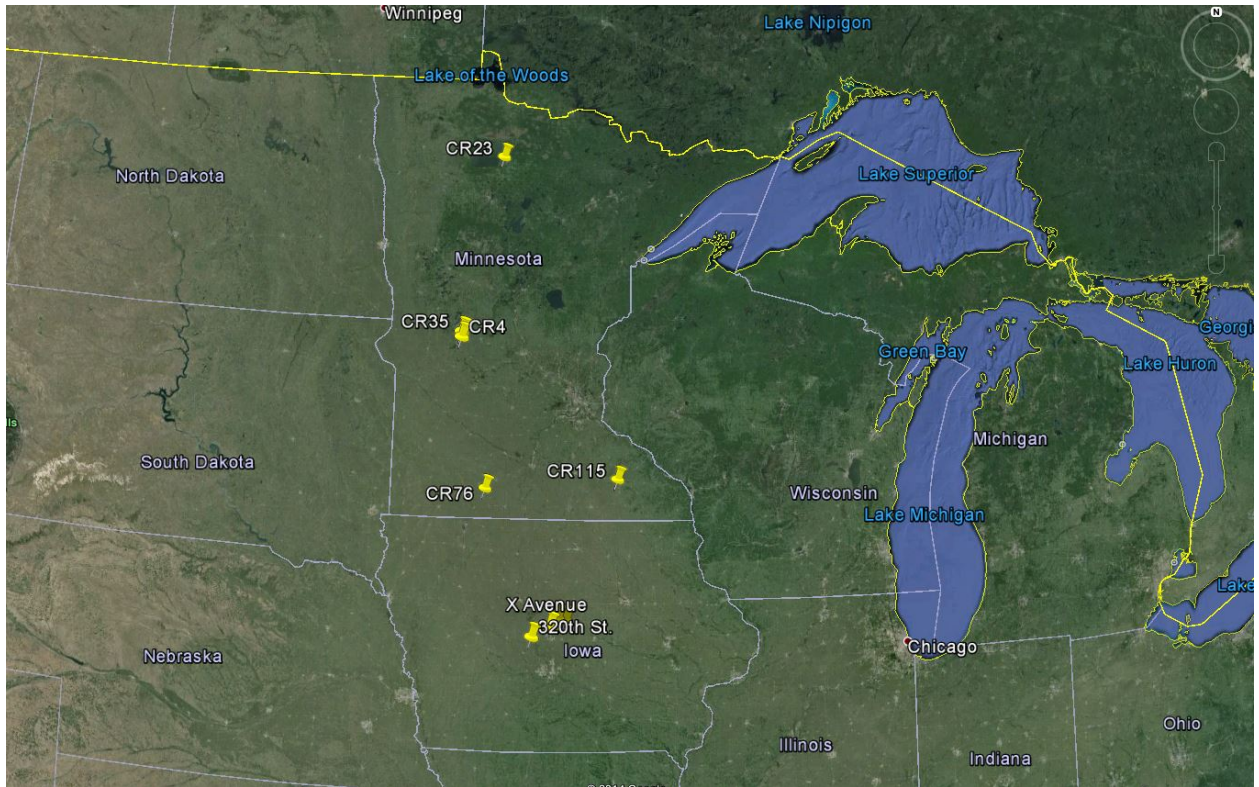 Winnipeg
Lake Nipigon
N
Lake of the Woods
CR23
North Dakota
Lake Superior
Minnesota
CR35
CR4
Green Bay
Lake Huron
Michigan
South Dakota
CR115
CR76
Wisconsin
Lake Michigan
X Avenue
320th St.
Iowa
Nebraska
Chicago
Illinois
Indiana
Ohio
Georgi
Lake
lls